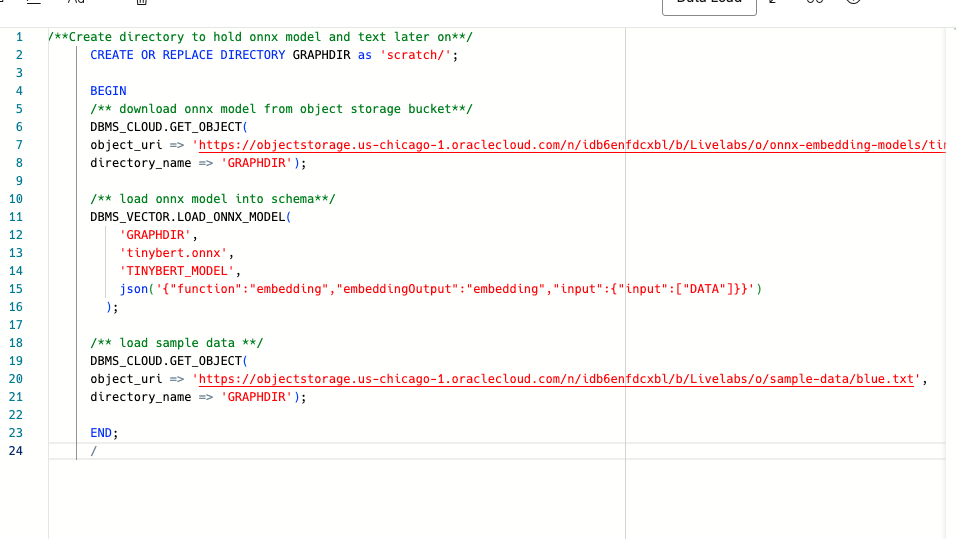 Data Load
1 /**Create directory to hold onnx model and text later on**/
2 CREATE OR REPLACE DIRECTORY GRAPHDIR as 'scratch/';
3
4 BEGIN
5 /** download onnx model from object storage bucket**/
6 DBMS_CLOUD.GET_OBJECT(
7 object_uri => 'https://objectstorage.us-chicago-1.oraclecloud.com/n/idb6enfdcxbl/b/Livelabs/o/onnx-embedding-models/
8 directory_name => 'GRAPHDIR');
9
10 /** load onnx model into schema**/
11 DBMS_VECTOR.LOAD_ONNX_MODEL(
12 'GRAPHDIR',
13 'tinybert.onnx',
14 'TINYBERT_MODEL',
15 json('{"function":"embedding","embeddingOutput":"embedding","input":{"input":["DATA"]}}')
16 );
17
18 /** load sample data **/
19 DBMS_CLOUD.GET_OBJECT(
20 object_uri => 'https://objectstorage.us-chicago-1.oraclecloud.com/n/idb6enfdcxbl/b/Livelabs/o/sample-data/blue.txt',
21 directory_name => 'GRAPHDIR');
22
23 END;
24 /